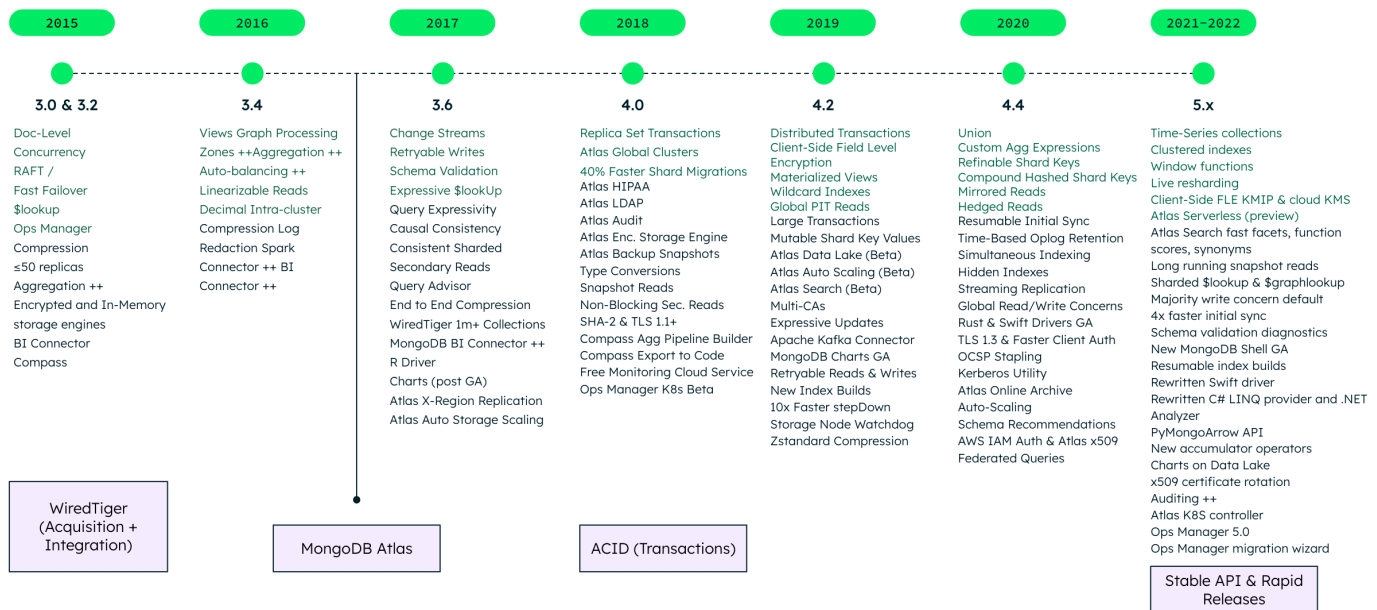 2015
2016
2017
2018
2019
2020
2021-2022
3.0 & 3.2
3.4
3.6
4.0
4.2
4.4
5.x
Doc-Level
Concurrency
RAFT /
Fast Failover
$lookup
Ops Manager
Compression
≤50 replicas
Aggregation ++
Encrypted and In-Memory
storage engines
BI Connector
Compass
Views Graph Processing
Zones ++Aggregation ++
Auto-balancing ++
Linearizable Reads
Decimal Intra-cluster
Compression Log
Redaction Spark
Connector ++ BI
Connector ++
Change Streams
Retryable Writes
Schema Validation
Expressive $lookUp
Query Expressivity
Causal Consistency
Consistent Sharded
Secondary Reads
Query Advisor
End to End Compression
WiredTiger 1m+ Collections
MongoDB BI Connector ++
R Driver
Charts (post GA)
Atlas X-Region Replication
Atlas Auto Storage Scaling
Replica Set Transactions
Atlas Global Clusters
40% Faster Shard Migrations
Atlas HIPAA
Atlas LDAP
Atlas Audit
Atlas Enc. Storage Engine
Atlas Backup Snapshots
Type Conversions
Snapshot Reads
Non-Blocking Sec. Reads
SHA-2 & TLS 1.1+
Compass Agg Pipeline Builder
Compass Export to Code
Free Monitoring Cloud Service
Ops Manager K8s Beta
Distributed Transactions
Client-Side Field Level
Encryption
Materialized Views
Wildcard Indexes
Global PIT Reads
Large Transactions
Mutable Shard Key Values
Atlas Data Lake (Beta)
Atlas Auto Scaling (Beta)
Atlas Search (Beta)
Multi-CAs
Expressive Updates
Apache Kafka Connector
MongoDB Charts GA
Retryable Reads & Writes
New Index Builds
10x Faster stepDown
Storage Node Watchdog
Zstandard Compression
Union
Custom Agg Expressions
Refinable Shard Keys
Compound Hashed Shard Keys
Mirrored Reads
Hedged Reads
Resumable Initial Sync
Time-Based Oplog Retention
Simultaneous Indexing
Hidden Indexes
Streaming Replication
Global Read/Write Concerns
Rust & Swift Drivers GA
TLS 1.3 & Faster Client Auth
OCSP Stapling
Kerberos Utility
Atlas Online Archive
Auto-Scaling
Schema Recommendations
AWS IAM Auth & Atlas x509
Federated Queries
Time-Series collections
Clustered indexes
Window functions
Live resharding
Client-Side FLE KMIP & cloud KMS
Atlas Serverless (preview)
Atlas Search fast facets, function
scores, synonyms
Long running snapshot reads
Sharded $lookup & $graphlookup
Majority write concern default
4x faster initial sync
Schema validation diagnostics
New MongoDB Shell GA
Resumable index builds
Rewritten Swift driver
Rewritten C# LINQ provider and .NET
Analyzer
PyMongoArrow API
New accumulator operators
Charts on Data Lake
x509 certificate rotation
Auditing ++
Atlas K8S controller
Ops Manager 5.0
Ops Manager migration wizard
WiredTiger
(Acquisition +
Integration)
MongoDB Atlas
ACID (Transactions)
Stable API & Rapid
Releases